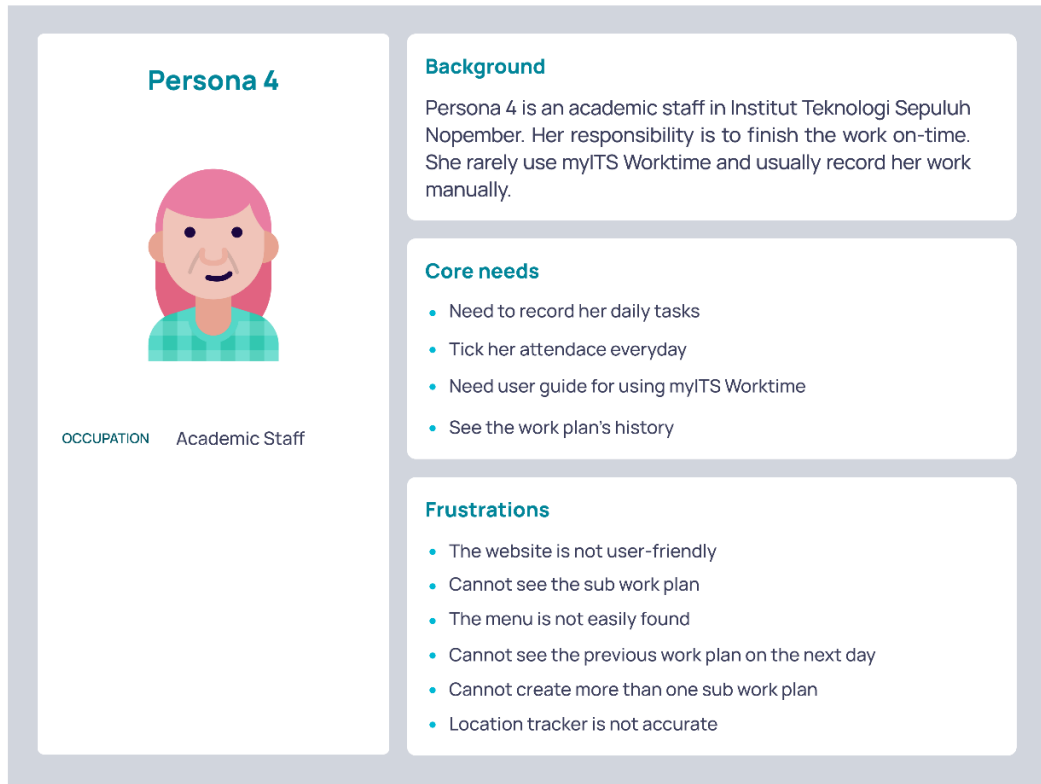 Persona 4
OCCUPATION Academic Staff
Background
Persona 4 is an academic staff in Institut Teknologi Sepuluh
Nopember. Her responsibility is to finish the work on-time.
She rarely use myITS Worktime and usually record her work
manually.
Core needs
Need to record her daily tasks
Tick her attendace everyday
Need user guide for using myITS Worktime
See the work plan's history
Frustrations
The website is not user-friendly
Cannot see the sub work plan
The menu is not easily found
Cannot see the previous work plan on the next day
Cannot create more than one sub work plan
Location tracker is not accurate